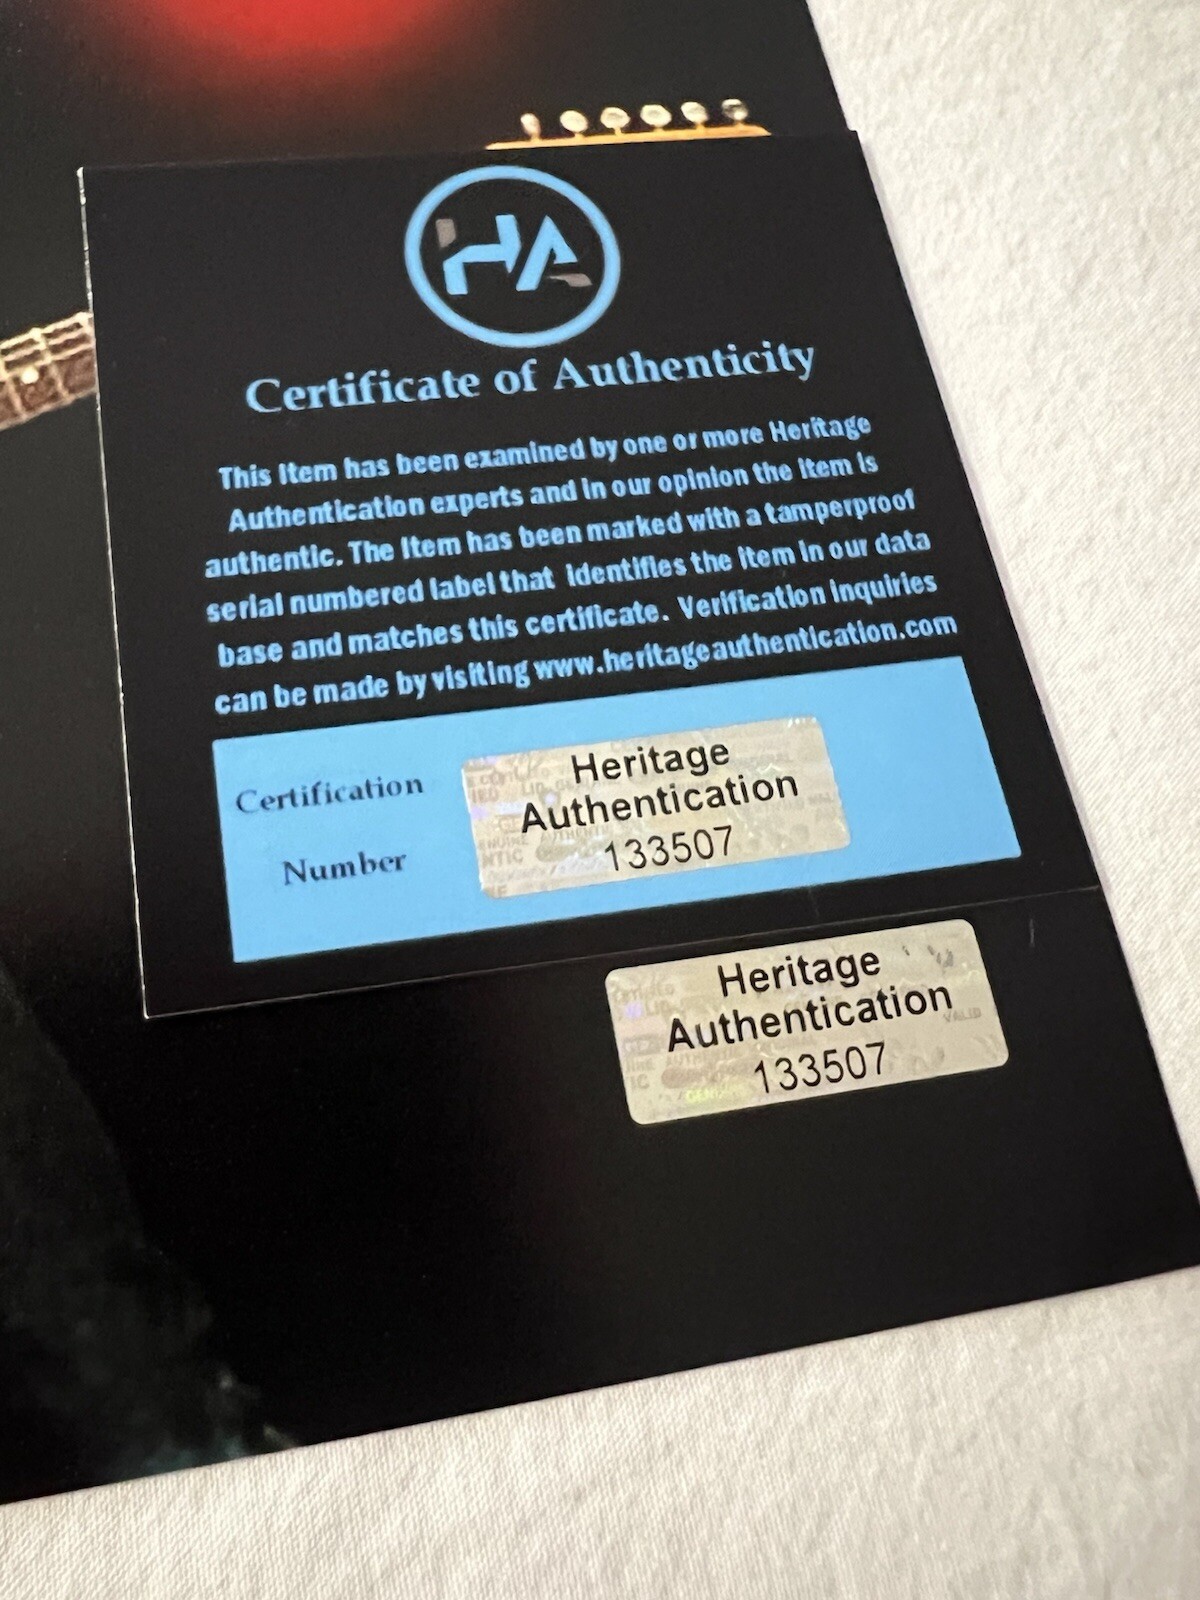 HA
Certificate of Authenticity
This item has been examined by one or more Heritage
Authentication experts and in our opinion the item is
authentic. The item has been marked with a tamperproof
serial numbered label that identifies the item in our data
base and matches this certificate. Verification inquiries
can be made by visiting www.heritageauthentication.com
Certification
Number
Heritage
Authentication
133507
Heritage
Authentication
133507
VALID